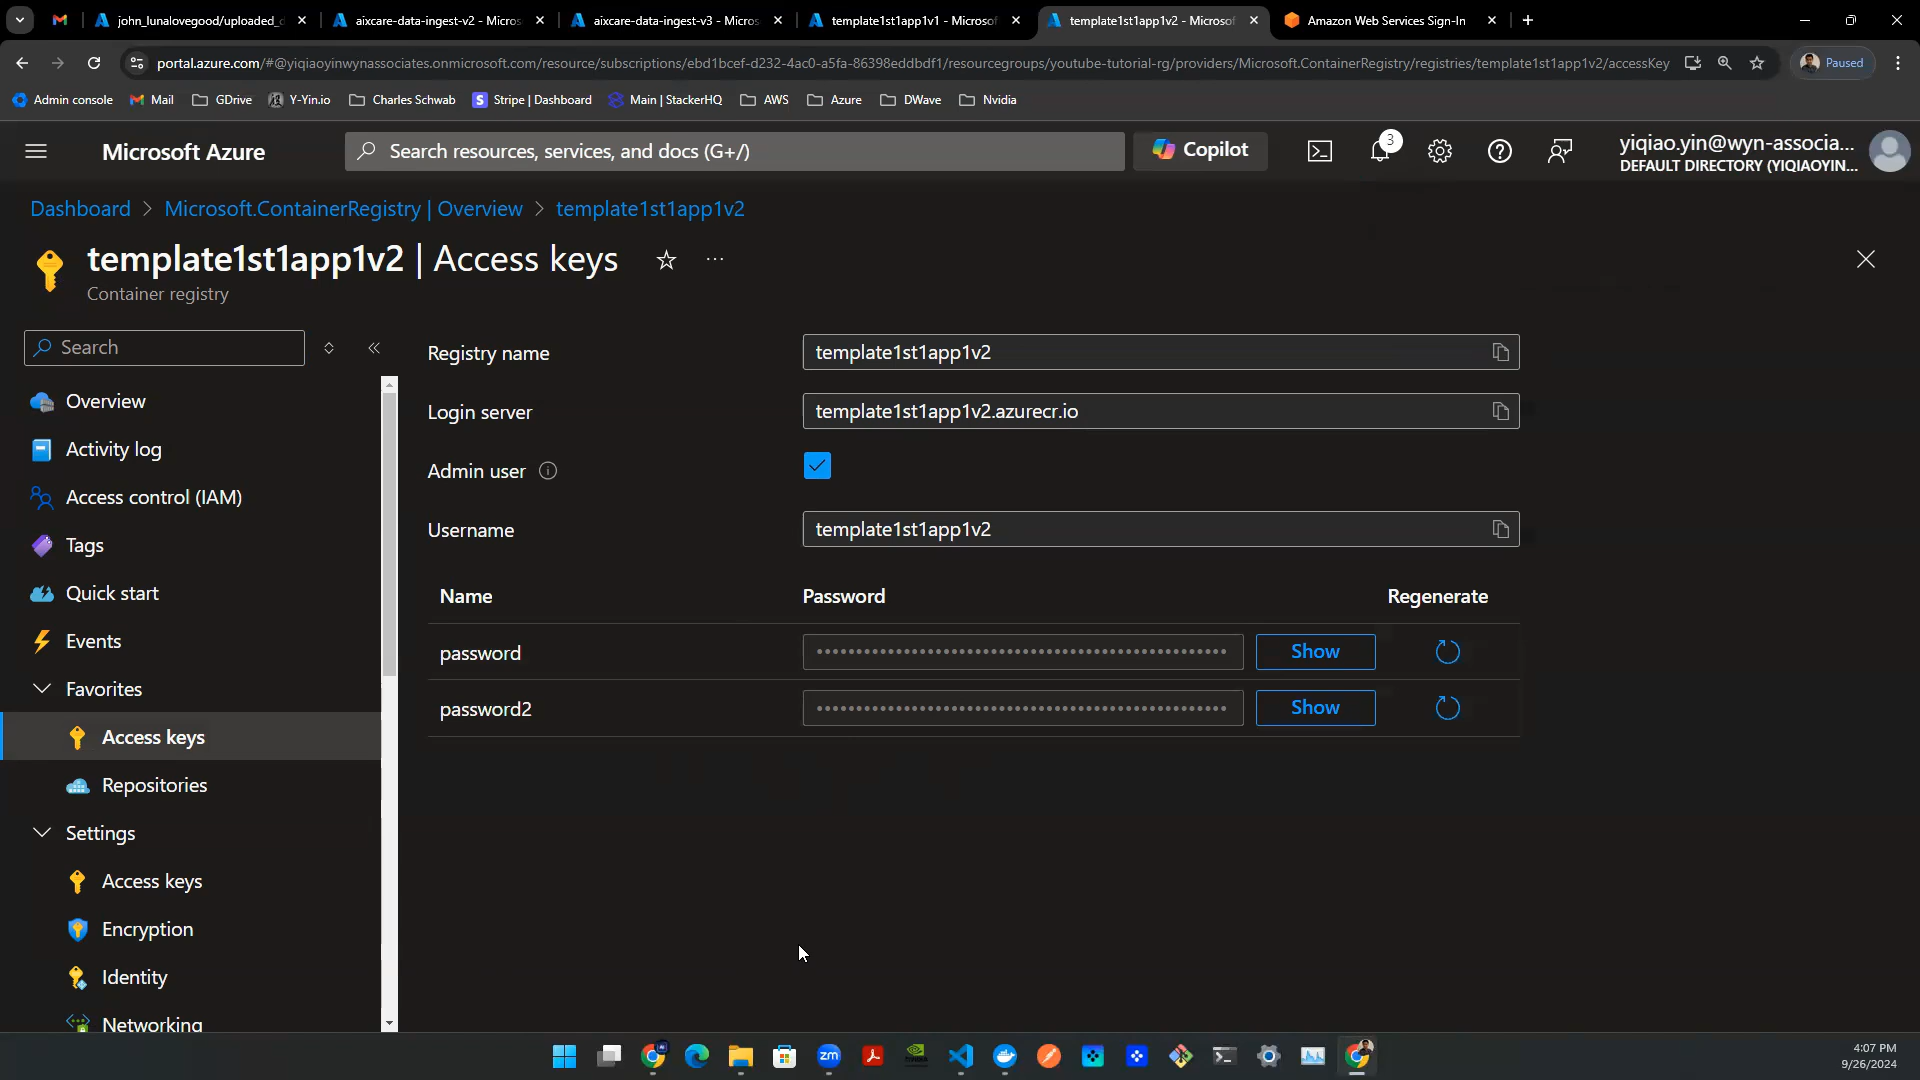 john_lunalovegood/uploaded_d
aixcare-data-ingest-v2 - Micros
aixcare-data-ingest-v3 - Micros
template1st1app1v1 - Microsof
template1st1app1v2 - Microsof
Amazon Web Services Sign-In
portal.azure.com/#@yiqiaoyinwynassociates.onmicrosoft.com/resource/subscriptions/ebd1bcef-d232-4ac0-a5fa-86398eddbdf1/resourcegroups/youtube-tutorial-rg/providers/Microsoft.ContainerRegistry/registries/template1st1app1v2/accessKey
Paused
Admin console
Mail
GDrive
Y-Yin.io
Charles Schwab
Stripe | Dashboard
Main | StackerHQ
AWS
Azure
DWave
Nvidia
Microsoft Azure
Search resources, services, and docs (G+/)
Copilot
3
yiqiao.yin@wyn-associa...
DEFAULT DIRECTORY (YIQIAOYIN...
Dashboard > Microsoft.ContainerRegistry | Overview > template1st1app1v2
template1st1app1v2 | Access keys
Container registry
Search
Overview
Activity log
Access control (IAM)
Tags
Quick start
Events
Favorites
Access keys
Repositories
Settings
Access keys
Encryption
Identity
Networking
Registry name
template1st1app1v2
Login server
template1st1app1v2.azurecr.io
Admin user
Username
template1st1app1v2
Name Password Regenerate
password
Show
password2
Show
zm
4:07 PM
9/26/2024